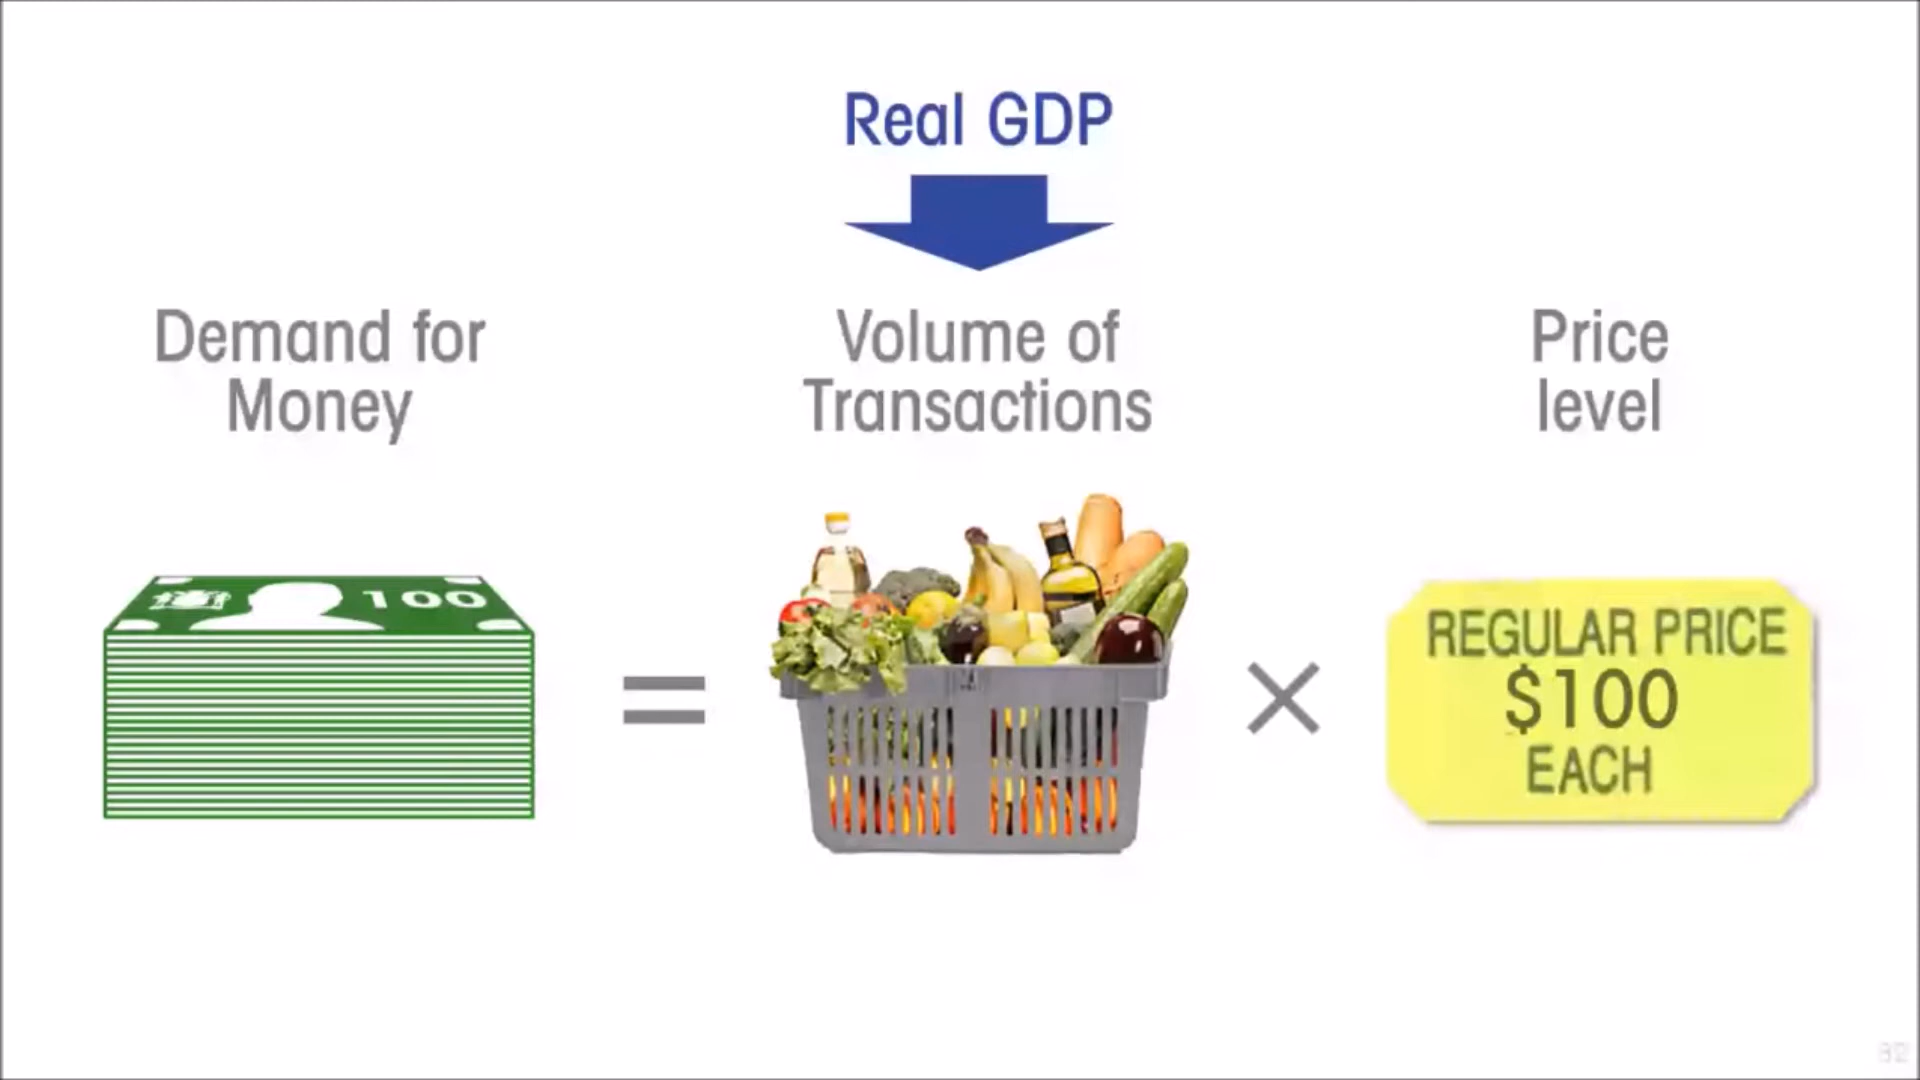 Real GDP
Demand for
Money
Volume of
Transactions
Price
level
100
=
×
REGULAR PRICE
$100
EACH